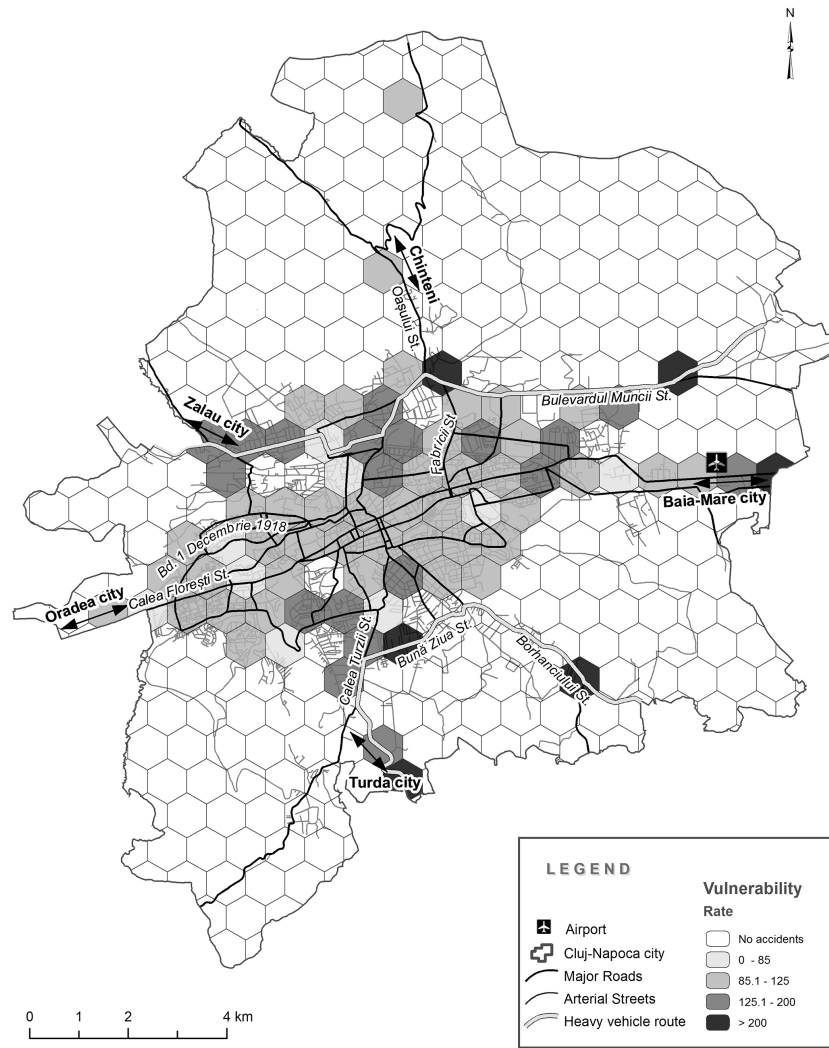 N
Chinteni
Oașului St.
Zalau city
Bulevardul Muncii St.
Fabricii St.
Baia-Mare city
Bd. 1 Decembrie 1918
Calea Florești St.
Oradea city
Calea Turzii St.
Bună Ziua St.
Borhanciului St.
Turda city
LEGEND
Airport
Cluj-Napoca city
Major Roads
Arterial Streets
Heavy vehicle route
Vulnerability
Rate
No accidents
0 - 85
85.1 - 125
125.1 - 200
> 200
0 1 2 4 km